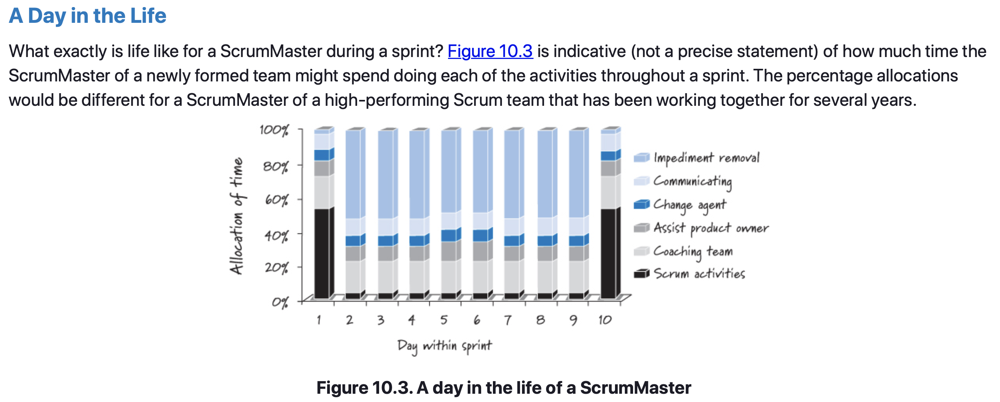 A Day in the Life
What exactly is life like for a ScrumMaster during a sprint? Figure 10.3 is indicative (not a precise statement) of how much time the
ScrumMaster of a newly formed team might spend doing each of the activities throughout a sprint. The percentage allocations
would be different for a ScrumMaster of a high-performing Scrum team that has been working together for several years.
Allocation of time
100%
80%
60%
40%
20%
0%
1 2 3 4 5 6 7 8 9 10
Day within sprint
Impediment removal
Communicating
Change agent
Assist product owner
Coaching team
Scrum activities
Figure 10.3. A day in the life of a ScrumMaster